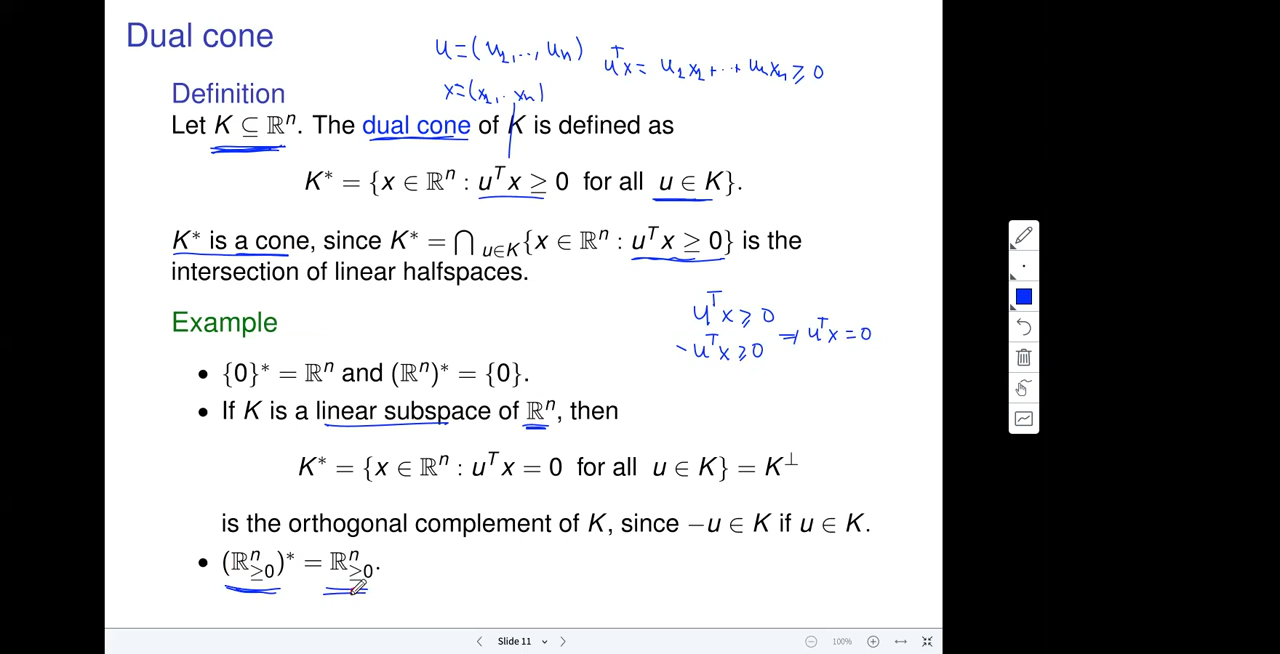 Dual cone
u=(u₁,.., uₙ) uᵀx = u₁x₁+..+uₙxₙ ≥ 0
x=(x₁,.. xₙ)
Definition
Let K ⊆ ℝⁿ. The dual cone of K is defined as
K* = {x ∈ ℝⁿ : uᵀx ≥ 0 for all u ∈ K}.
K* is a cone, since K* = ⋂ᵤ∈K{x ∈ ℝⁿ : uᵀx ≥ 0} is the
intersection of linear halfspaces.
uᵀx ≥ 0
-uᵀx ≥ 0 ⇒ uᵀx = 0
Example
• {0}* = ℝⁿ and (ℝⁿ)* = {0}.
• If K is a linear subspace of ℝⁿ, then
K* = {x ∈ ℝⁿ : uᵀx = 0 for all u ∈ K} = K⊥
is the orthogonal complement of K, since −u ∈ K if u ∈ K.
• (ℝⁿ≥0)* = ℝⁿ≥0.
Slide 11
100%